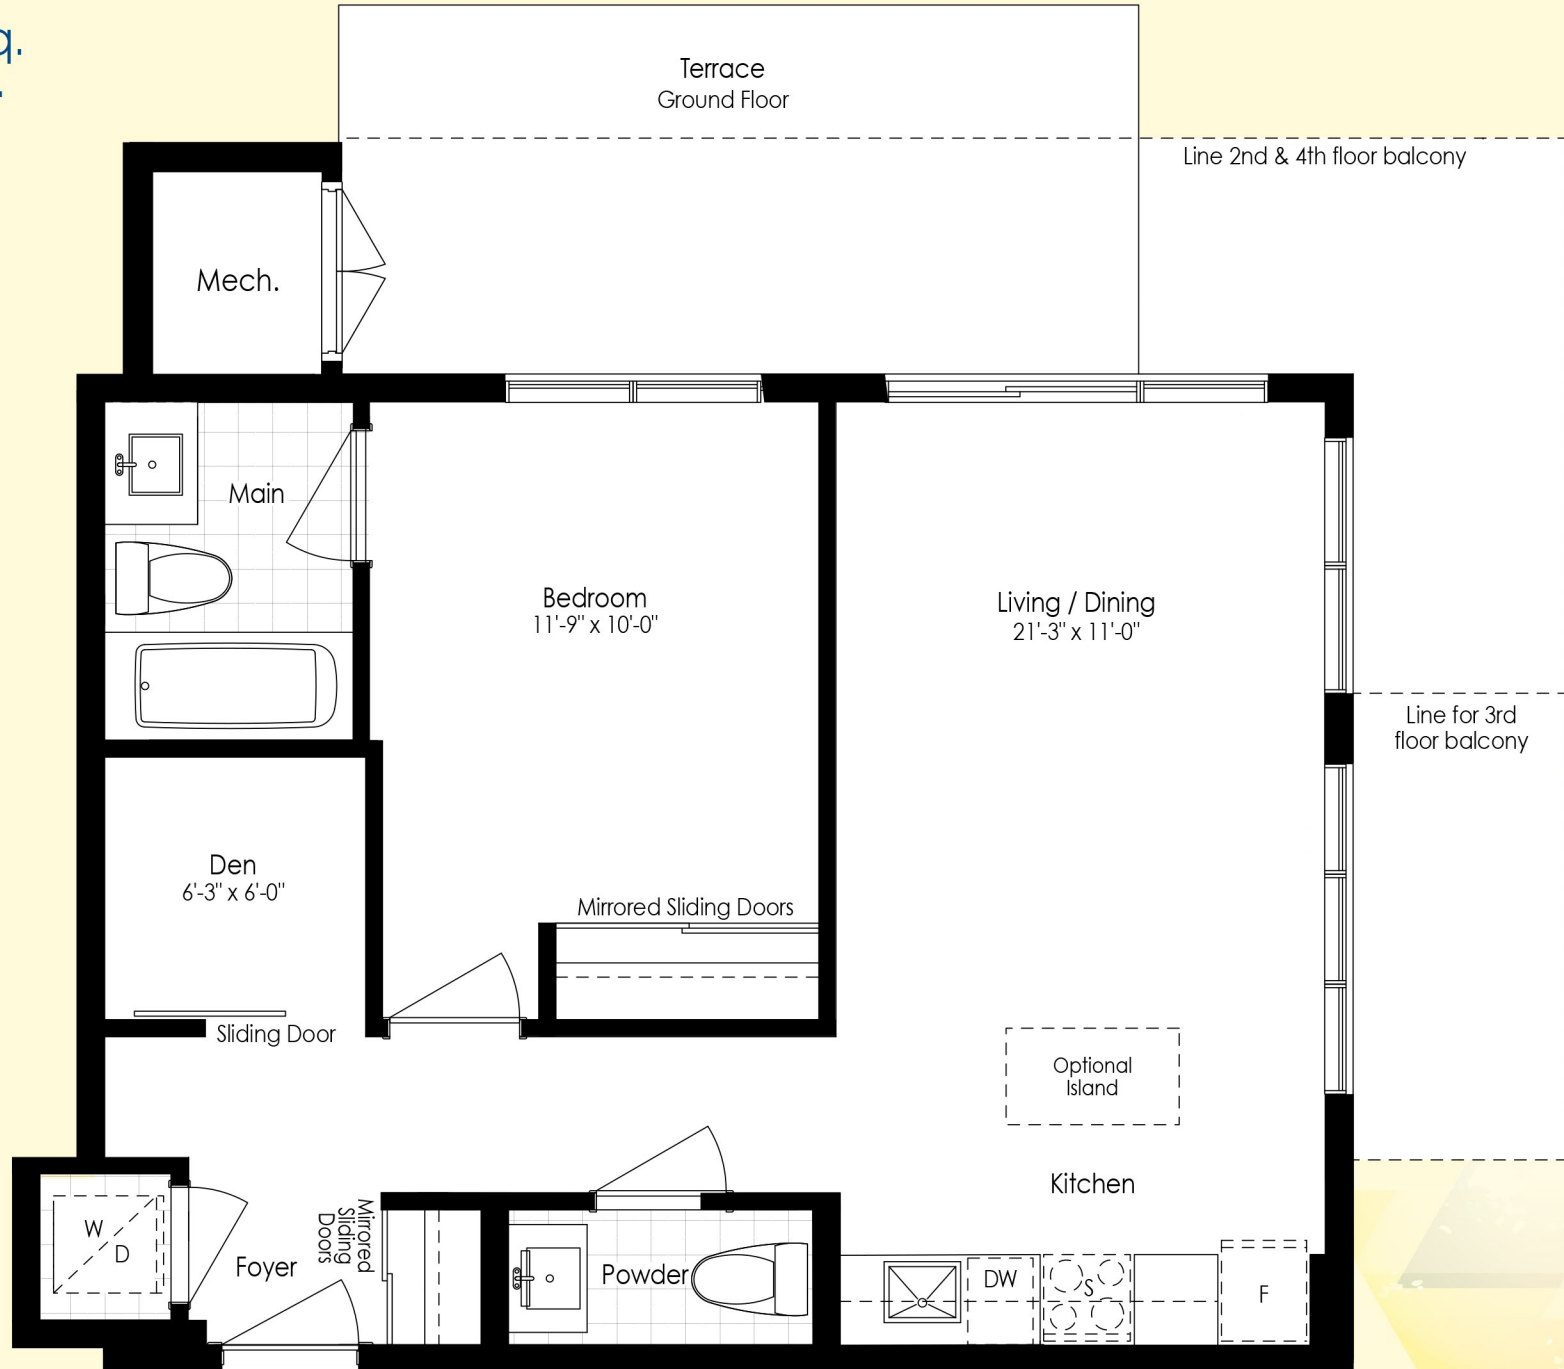 Terrace
Ground Floor
Line 2nd & 4th floor balcony
Mech.
Main
Bedroom
11'-9" x 10'-0"
Living / Dining
21'-3" x 11'-0"
Line for 3rd
floor balcony
Den
6'-3" x 6'-0"
Mirrored Sliding Doors
Sliding Door
Optional
Island
Kitchen
W
D
Foyer
Mirrored
Sliding
Doors
Powder
DW
S
F